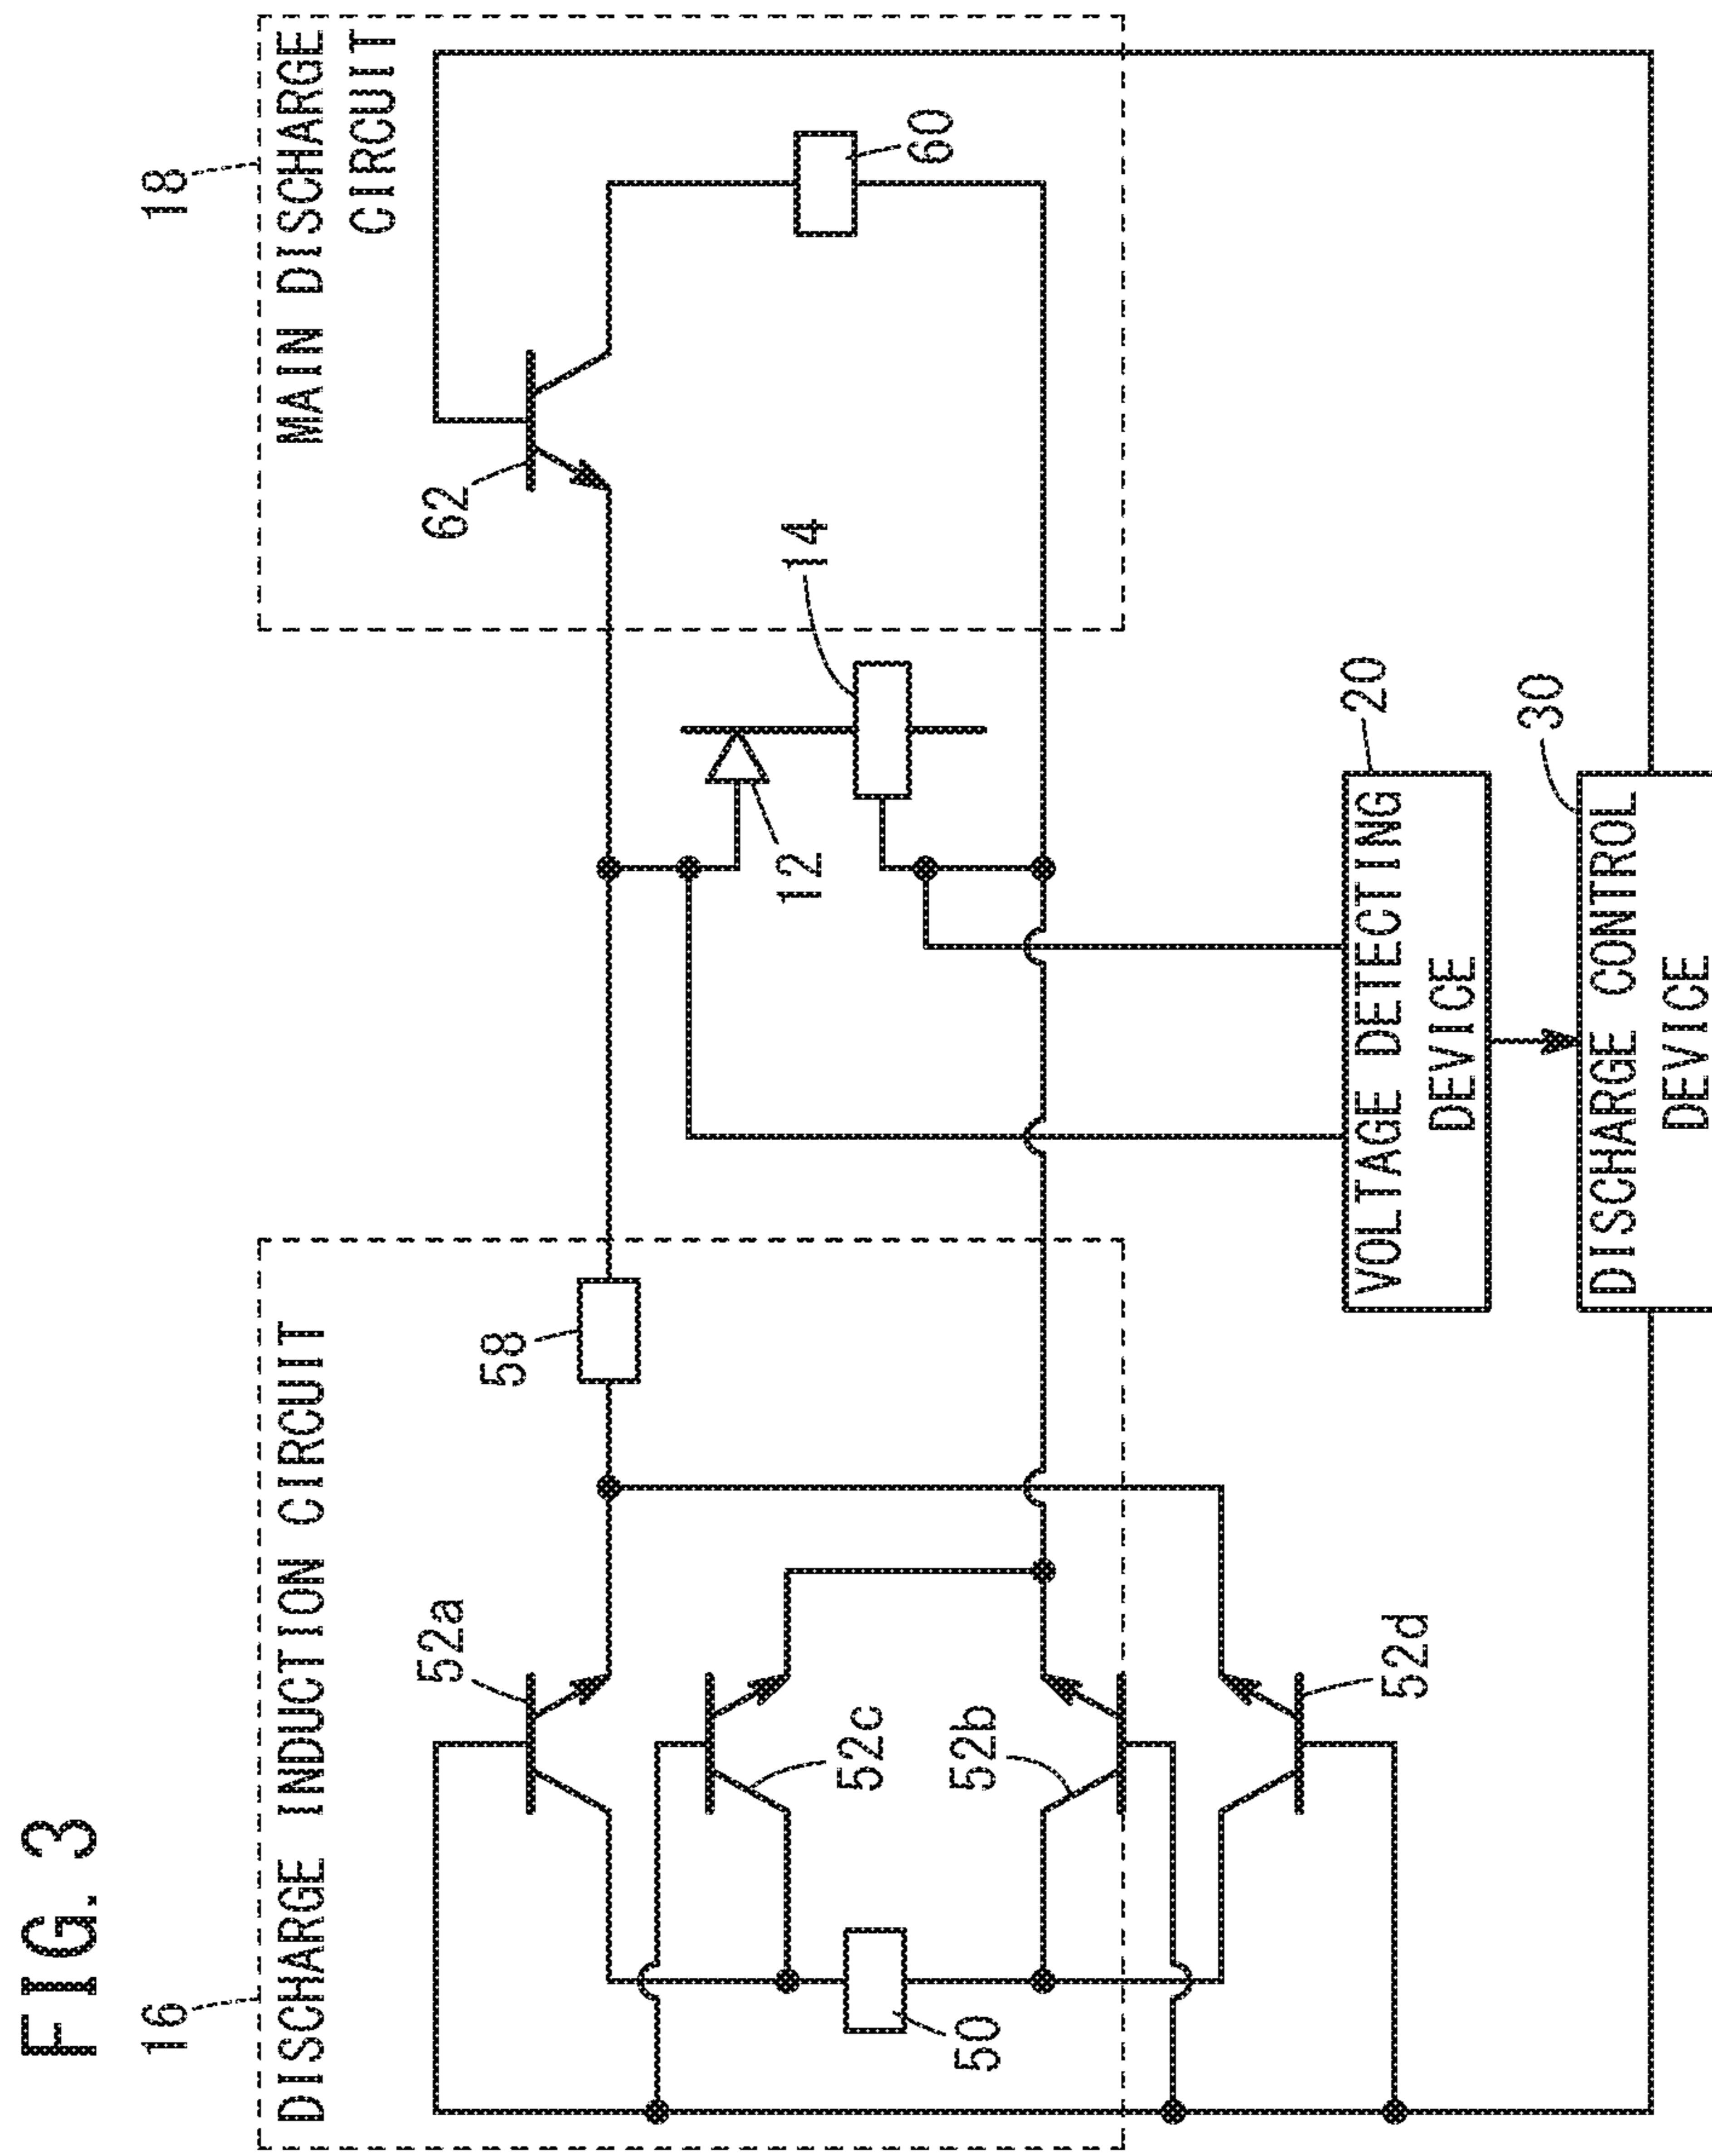 FIG. 3
16
18
DISCHARGE INDUCTION CIRCUIT
MAIN DISCHARGE
CIRCUIT
52a
58
62
14
60
52c
12
52b
50
52d
20
VOLTAGE DETECTING
DEVICE
30
DISCHARGE CONTROL
DEVICE